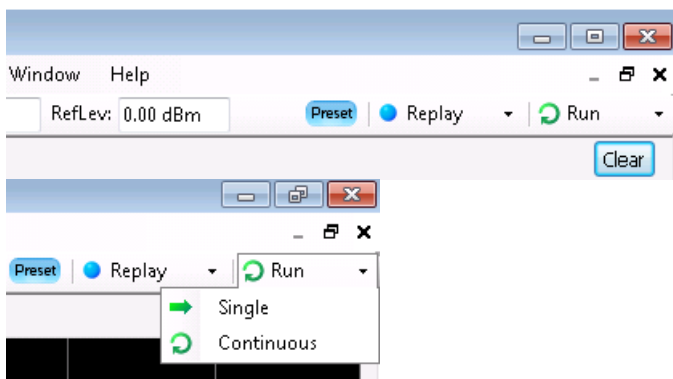 Window Help
RefLev: 0.00 dBm Preset Replay Run
Clear
Preset Replay Run
Single
Continuous